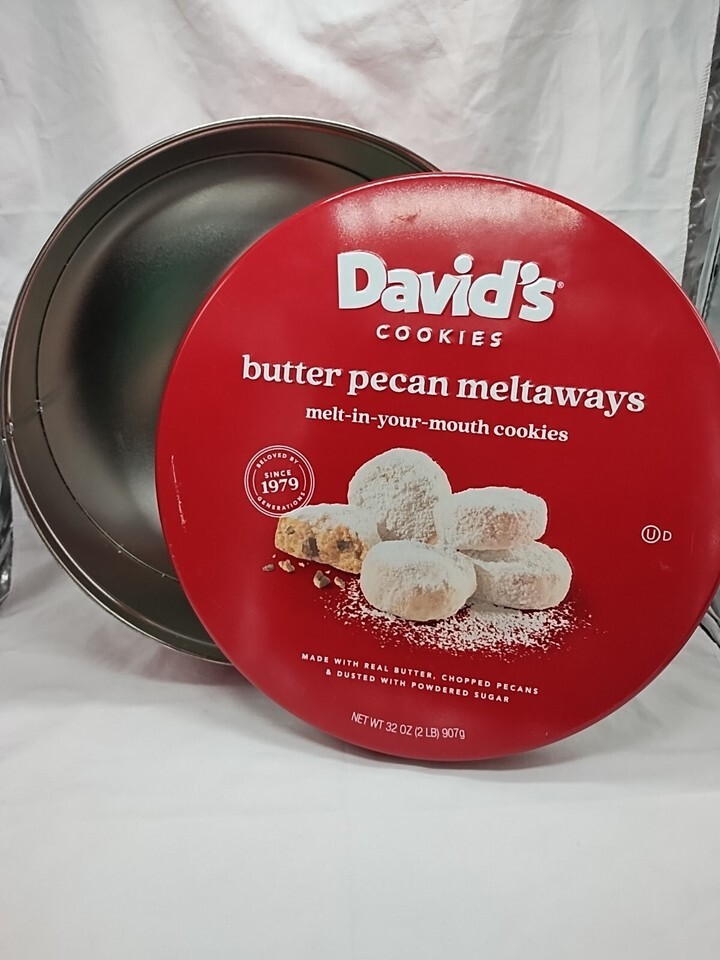 David's®
COOKIES
butter pecan meltaways
melt-in-your-mouth cookies
BELOVED BY
SINCE
1979
GENERATIONS
U D
MADE WITH REAL BUTTER, CHOPPED PECANS
& DUSTED WITH POWDERED SUGAR
NET WT 32 OZ (2 LB) 907g